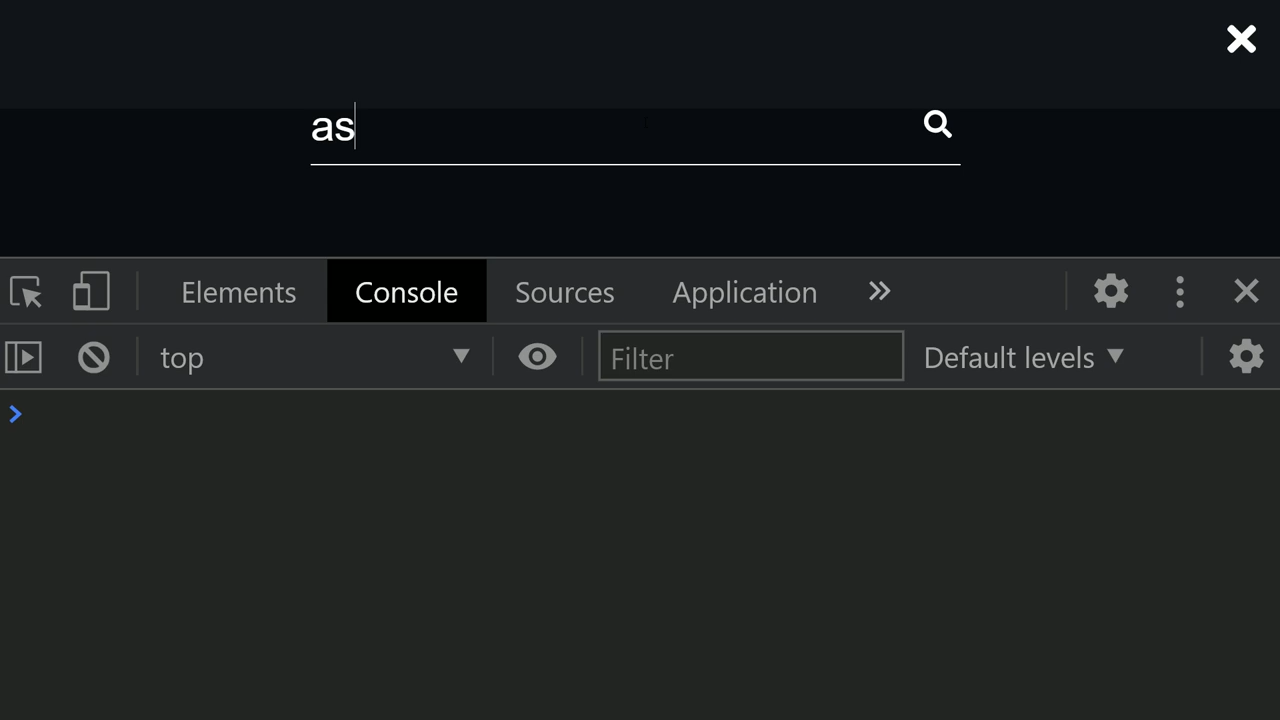 as
Elements Console Sources Application
top Filter Default levels